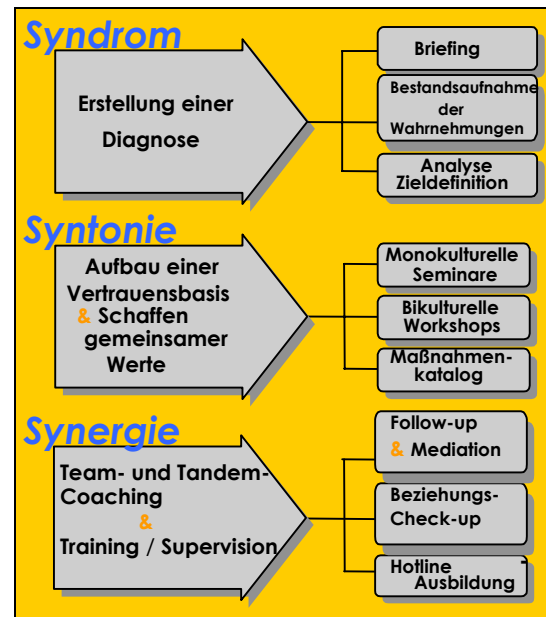 Syndrom
Erstellung einer
Diagnose
Briefing
Bestandsaufnahme
der
Wahrnehmungen
Analyse
Zieldefinition
Syntonie
Aufbau einer
Vertrauensbasis
& Schaffen
gemeinsamer
Werte
Monokulturelle
Seminare
Bikulturelle
Workshops
Maßnahmen-
katalog
Synergie
Team- und Tandem-
Coaching
&
Training / Supervision
Follow-up
& Mediation
Beziehungs-
Check-up
Hotline -
Ausbildung